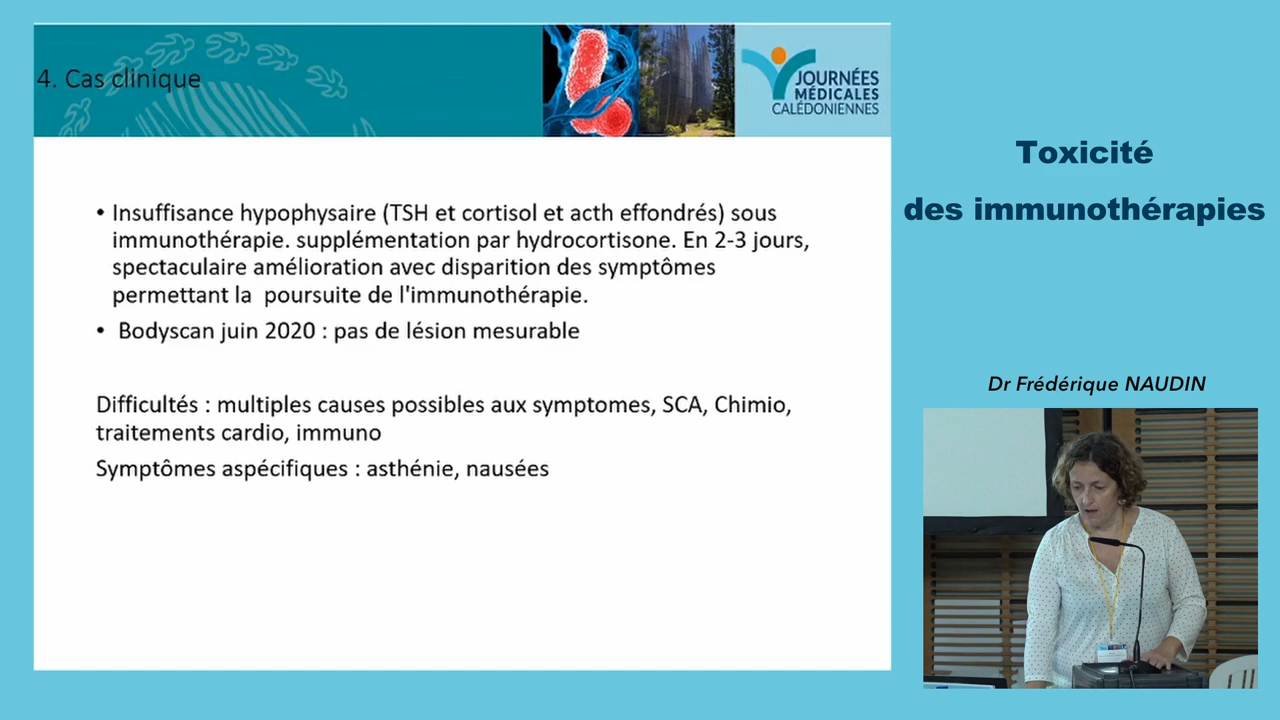 4. Cas clinique
JOURNÉES
MÉDICALES
CALÉDONIENNES
• Insuffisance hypophysaire (TSH et cortisol et acth effondrés) sous
immunothérapie. supplémentation par hydrocortisone. En 2-3 jours,
spectaculaire amélioration avec disparition des symptômes
permettant la poursuite de l'immunothérapie.
• Bodyscan juin 2020 : pas de lésion mesurable
Difficultés : multiples causes possibles aux symptomes, SCA, Chimio,
traitements cardio, immuno
Symptômes aspécifiques : asthénie, nausées
Toxicité
des immunothérapies
Dr Frédérique NAUDIN